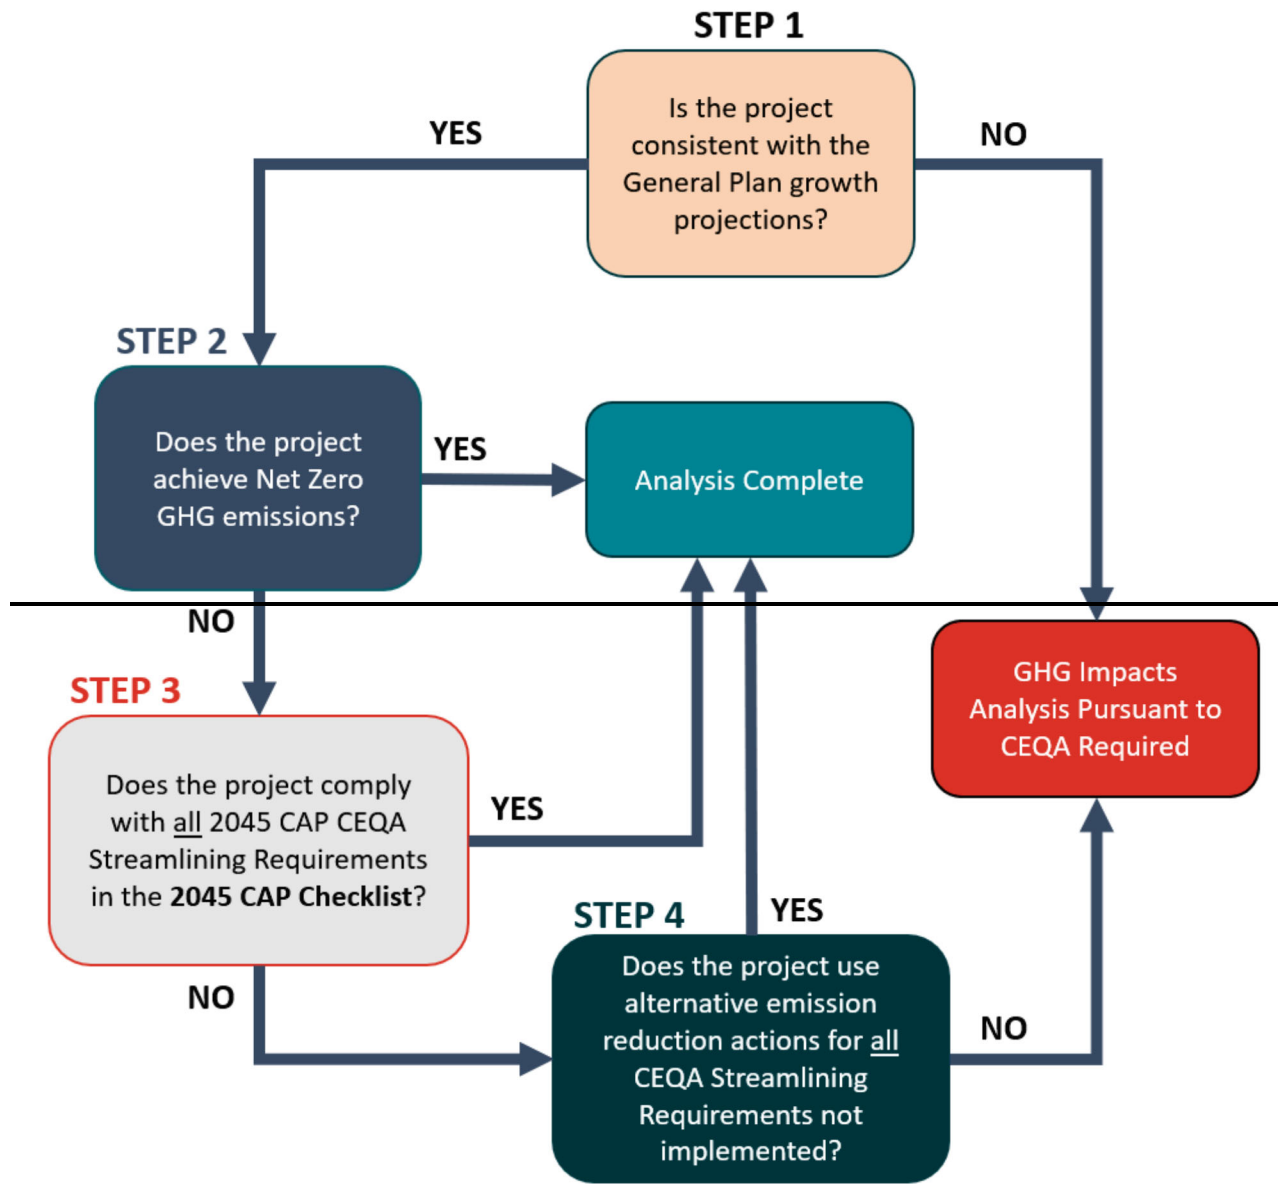 STEP 1
Is the project
consistent with the
General Plan growth
projections?
YES
NO
STEP 2
Does the project
achieve Net Zero
GHG emissions?
YES
Analysis Complete
NO
GHG Impacts
Analysis Pursuant to
CEQA Required
STEP 3
Does the project comply
with all 2045 CAP CEQA
Streamlining Requirements
in the 2045 CAP Checklist?
YES
NO
STEP 4
YES
Does the project use
alternative emission
reduction actions for all
CEQA Streamlining
Requirements not
implemented?
NO